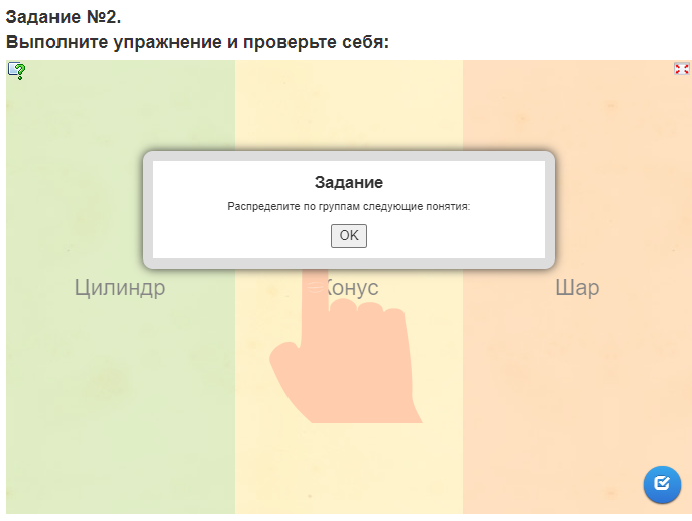 Задание №2.
Выполните упражнение и проверьте себя:
Задание
Распределите по группам следующие понятия:
OK
Цилиндр
Конус
Шар